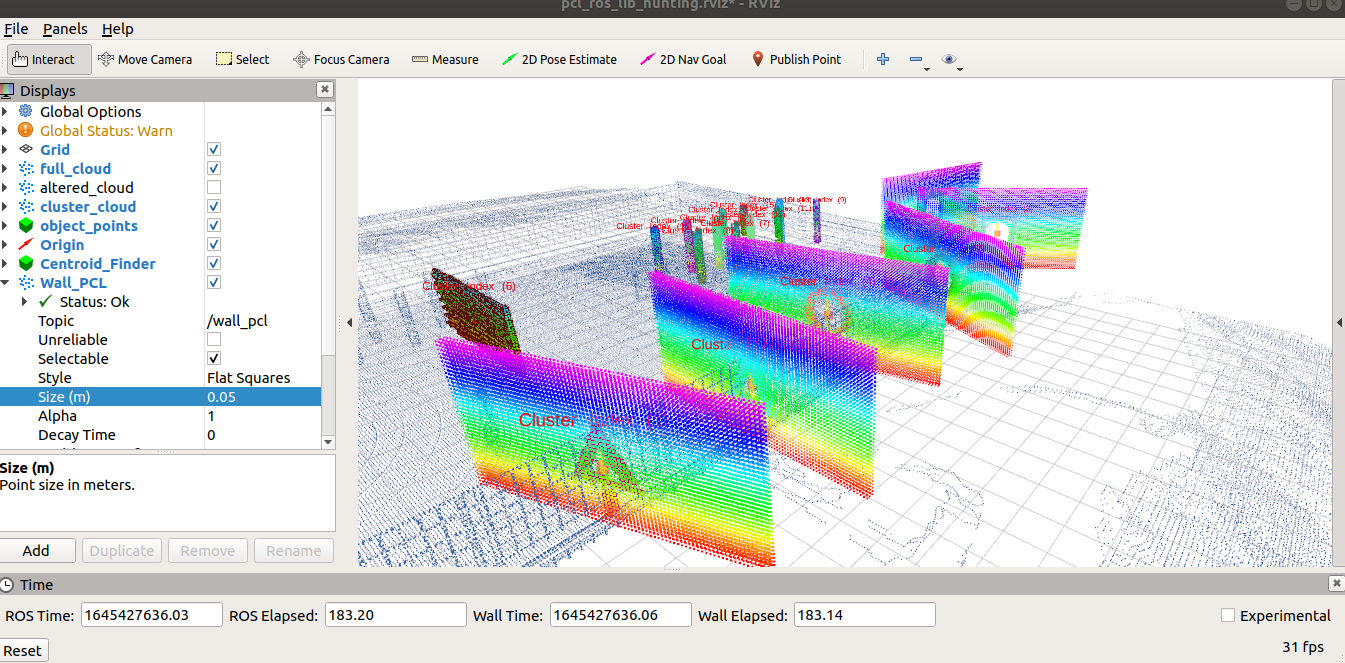 pcl_ros_lib_hunting.rviz* - RViz
File Panels Help
Interact Move Camera Select Focus Camera Measure 2D Pose Estimate 2D Nav Goal Publish Point
Displays
Global Options
Global Status: Warn
Grid
full_cloud
altered_cloud
cluster_cloud
object_points
Origin
Centroid_Finder
Wall_PCL
Status: Ok
Topic /wall_pcl
Unreliable
Selectable
Style Flat Squares
Size (m) 0.05
Alpha 1
Decay Time 0
Size (m)
Point size in meters.
Add Duplicate Remove Rename
Cluster
Cluster
Cluster Index (6)
Cluster
Time
ROS Time: 1645427636.03 ROS Elapsed: 183.20 Wall Time: 1645427636.06 Wall Elapsed: 183.14 Experimental
Reset 31 fps